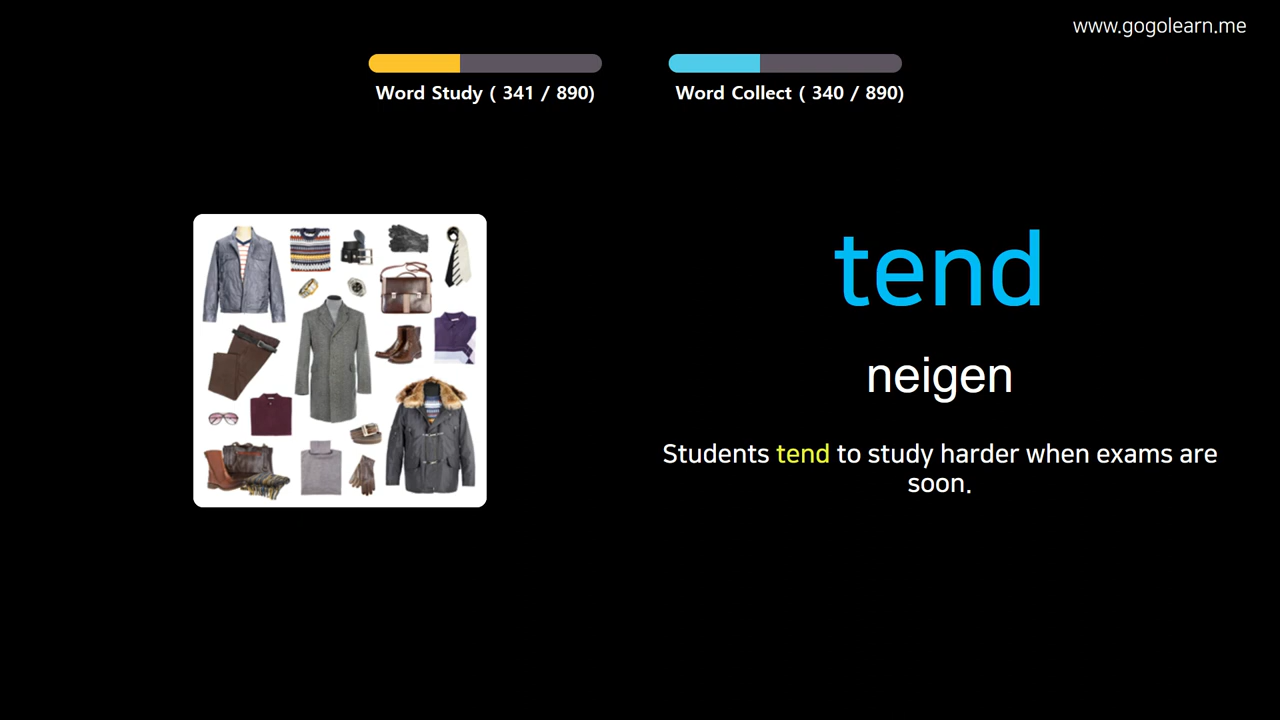 www.gogolearn.me
Word Study ( 341 / 890)
Word Collect ( 340 / 890)
tend
neigen
Students tend to study harder when exams are
soon.